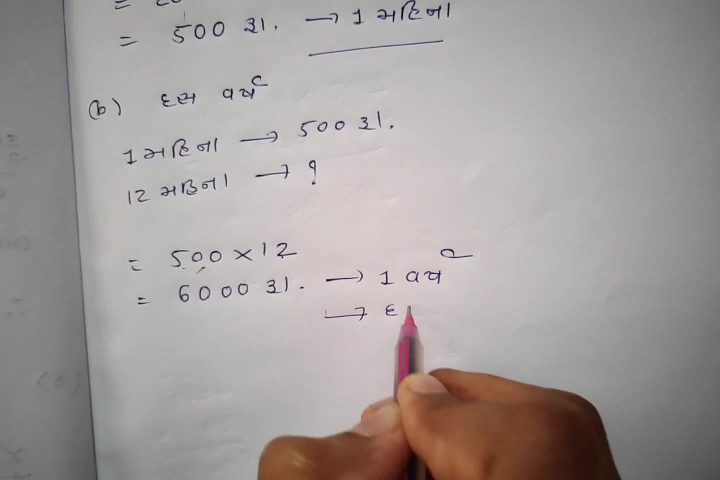 = 500 રૂા. → 1 મહિના
(b) દસ વર્ષ
1 મહિના → 500 રૂા.
12 મહિના → ?
= 500 × 12
= 6000 રૂા. → 1 વર્ષ
→ દ